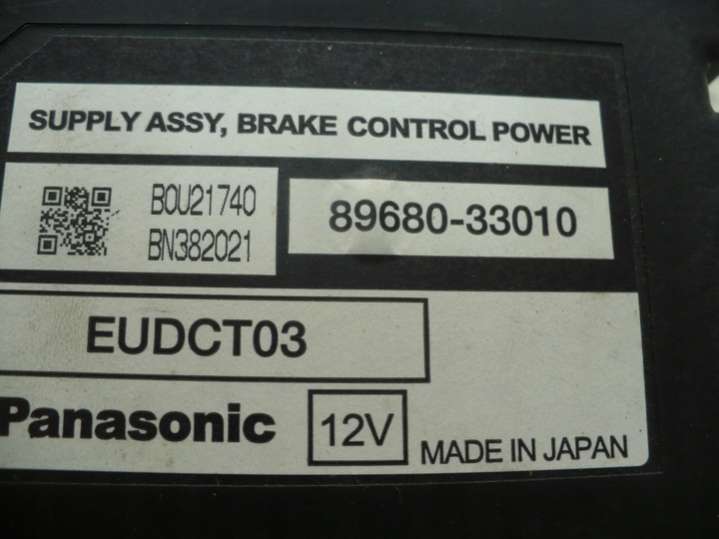 SUPPLY ASSY, BRAKE CONTROL POWER
B0U21740
BN382021
89680-33010
EUDCT03
Panasonic
12V
MADE IN JAPAN